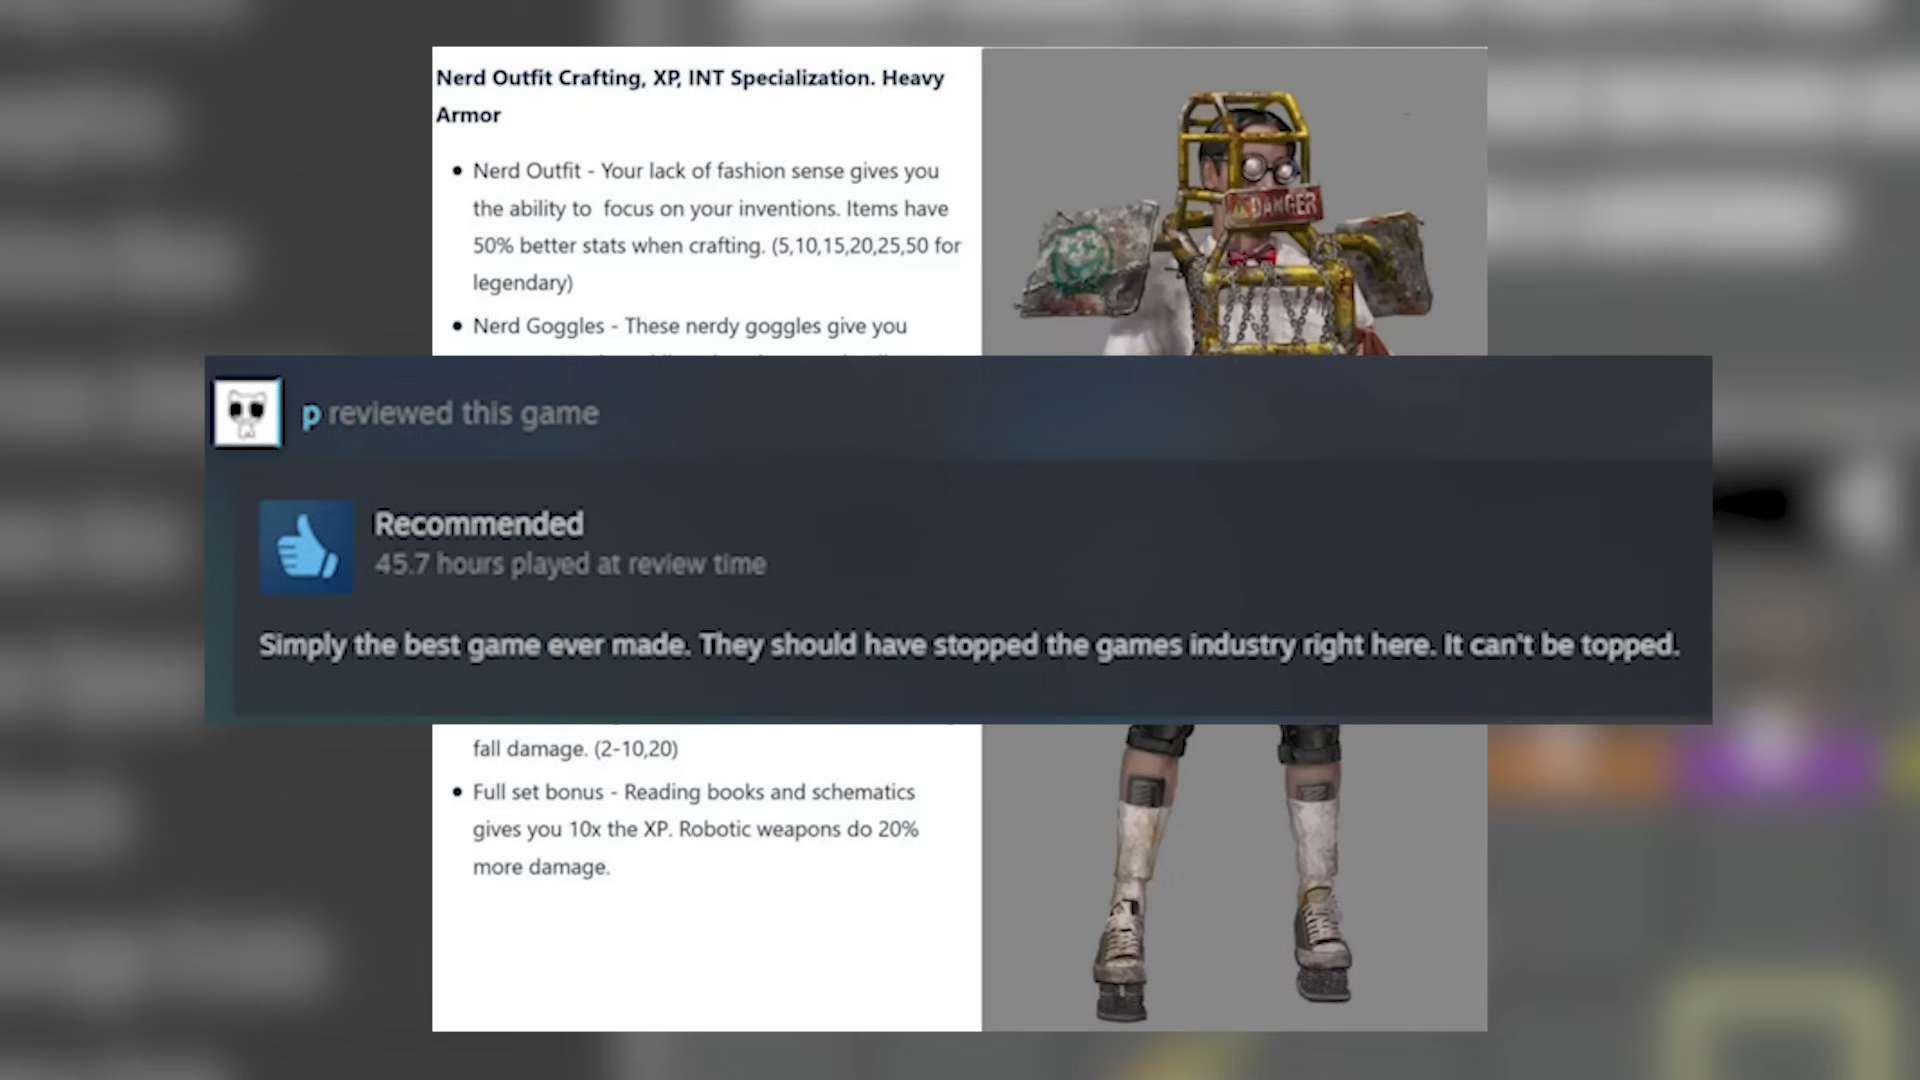 Nerd Outfit Crafting, XP, INT Specialization. Heavy
Armor
• Nerd Outfit - Your lack of fashion sense gives you
the ability to focus on your inventions. Items have
50% better stats when crafting. (5,10,15,20,25,50 for
legendary)
• Nerd Goggles - These nerdy goggles give you
DANGER
p reviewed this game
Recommended
45.7 hours played at review time
Simply the best game ever made. They should have stopped the games industry right here. It can't be topped.
fall damage. (2-10,20)
• Full set bonus - Reading books and schematics
gives you 10x the XP. Robotic weapons do 20%
more damage.